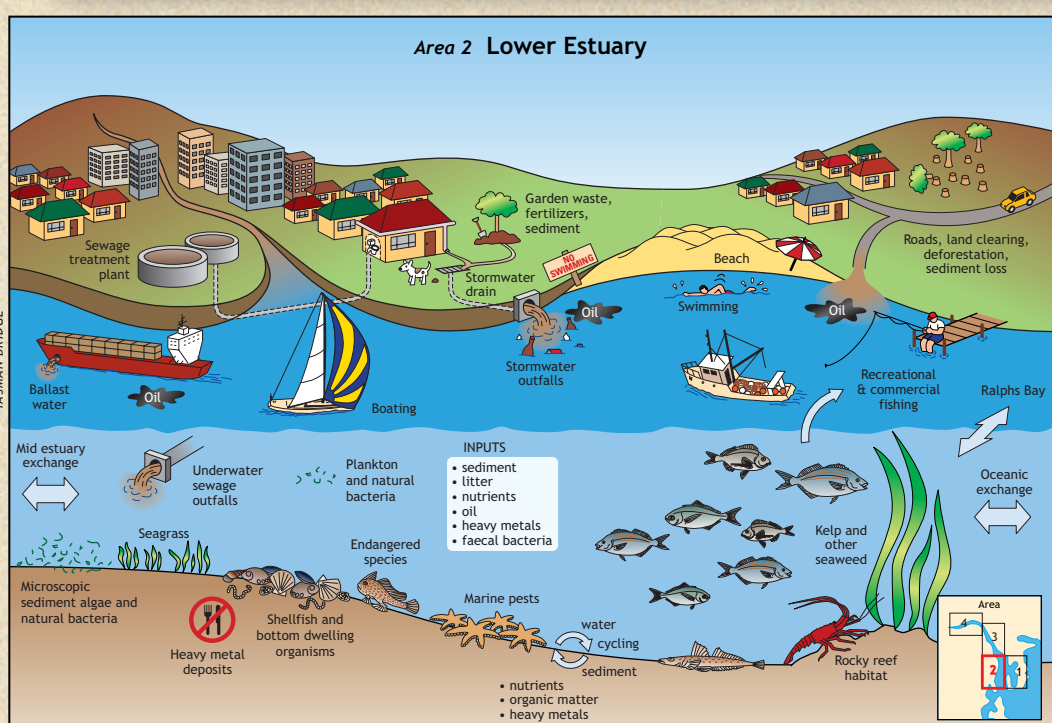 Area 2 Lower Estuary
Garden waste,
fertilizers,
sediment
Sewage
treatment
plant
Stormwater
drain
NO
SWIMMING
Beach
Roads, land clearing,
deforestation,
sediment loss
Swimming
Oil
Oil
TASMAN BRIDGE
Ballast
water
Oil
Boating
Stormwater
outfalls
Recreational
& commercial
fishing
Ralphs Bay
Mid estuary
exchange
Underwater
sewage
outfalls
Plankton
and natural
bacteria
INPUTS
• sediment
• litter
• nutrients
• oil
• heavy metals
• faecal bacteria
Oceanic
exchange
Seagrass
Endangered
species
Kelp and
other
seaweed
Microscopic
sediment algae and
natural bacteria
Heavy metal
deposits
Shellfish and
bottom dwelling
organisms
Marine pests
water
cycling
sediment
Rocky reef
habitat
• nutrients
• organic matter
• heavy metals
Area
4
3
2
1